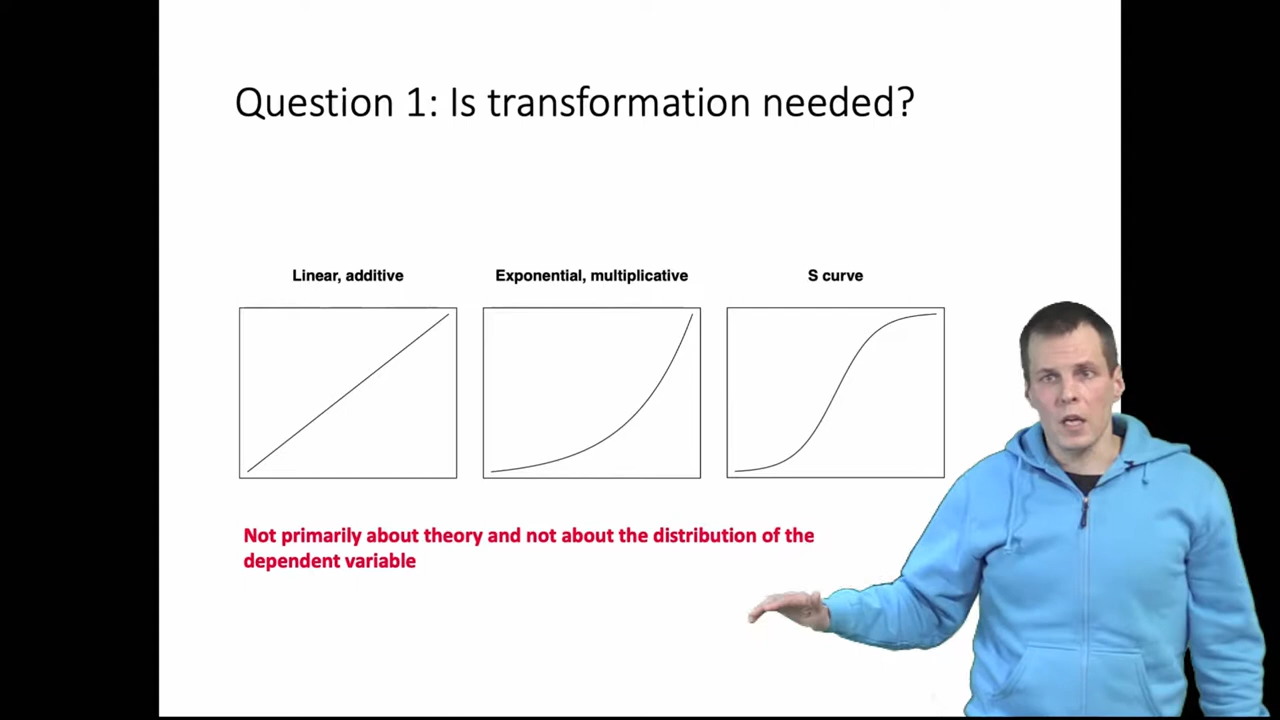 Question 1: Is transformation needed?
Linear, additive
Exponential, multiplicative
S curve
Not primarily about theory and not about the distribution of the
dependent variable